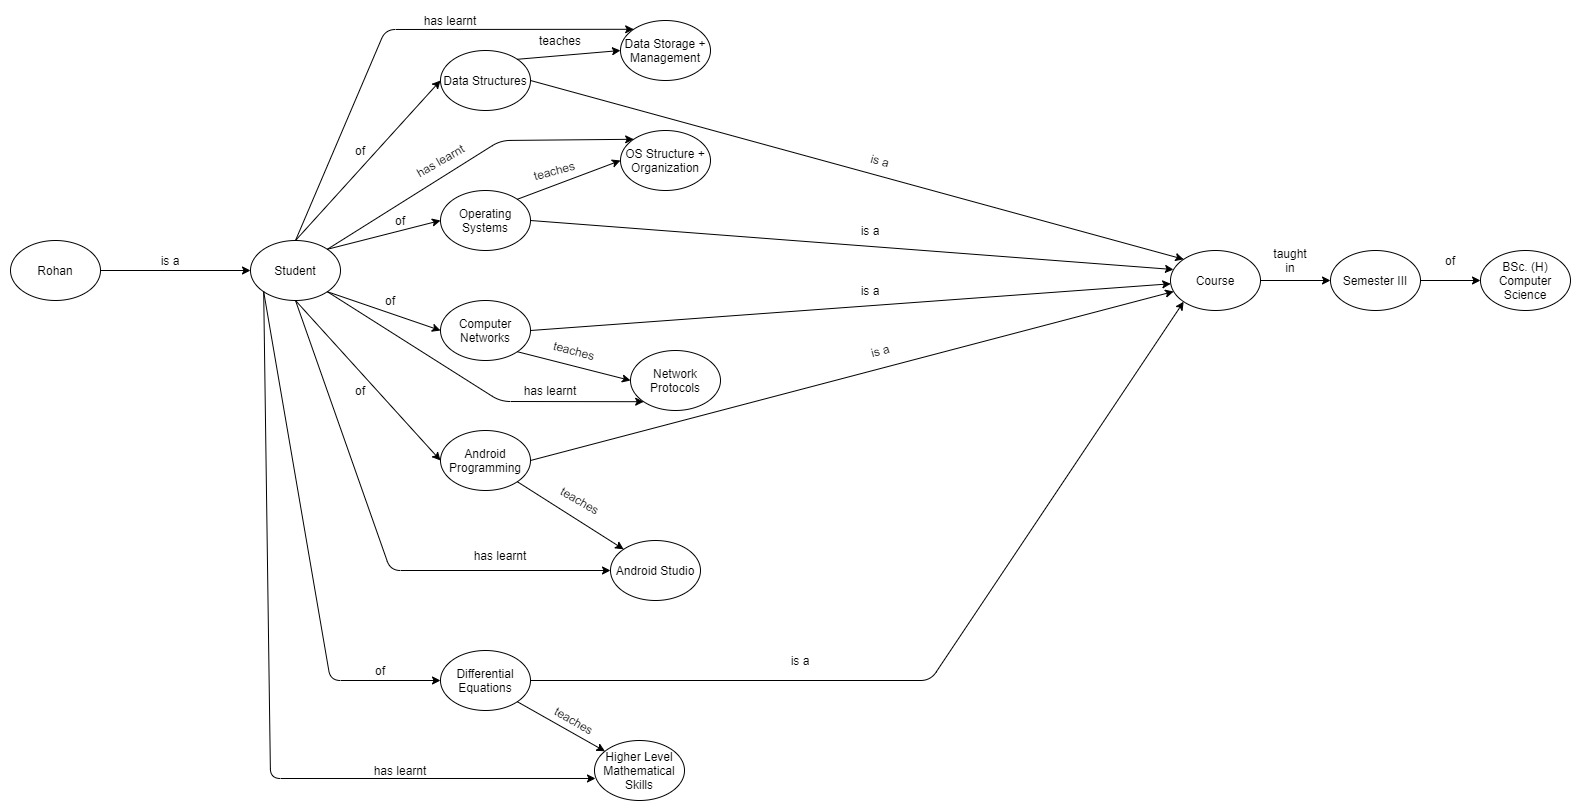 has learnt
teaches
Data Storage +
Management
Data Structures
of
is a
has learnt
OS Structure +
Organization
teaches
of
Operating
Systems
is a
Rohan
is a
Student
Course
taught
in
Semester III
of
BSc. (H)
Computer
Science
of
Computer
Networks
is a
teaches
Network
Protocols
has learnt
of
is a
Android
Programming
teaches
has learnt
Android Studio
of
Differential
Equations
is a
teaches
has learnt
Higher Level
Mathematical
Skills